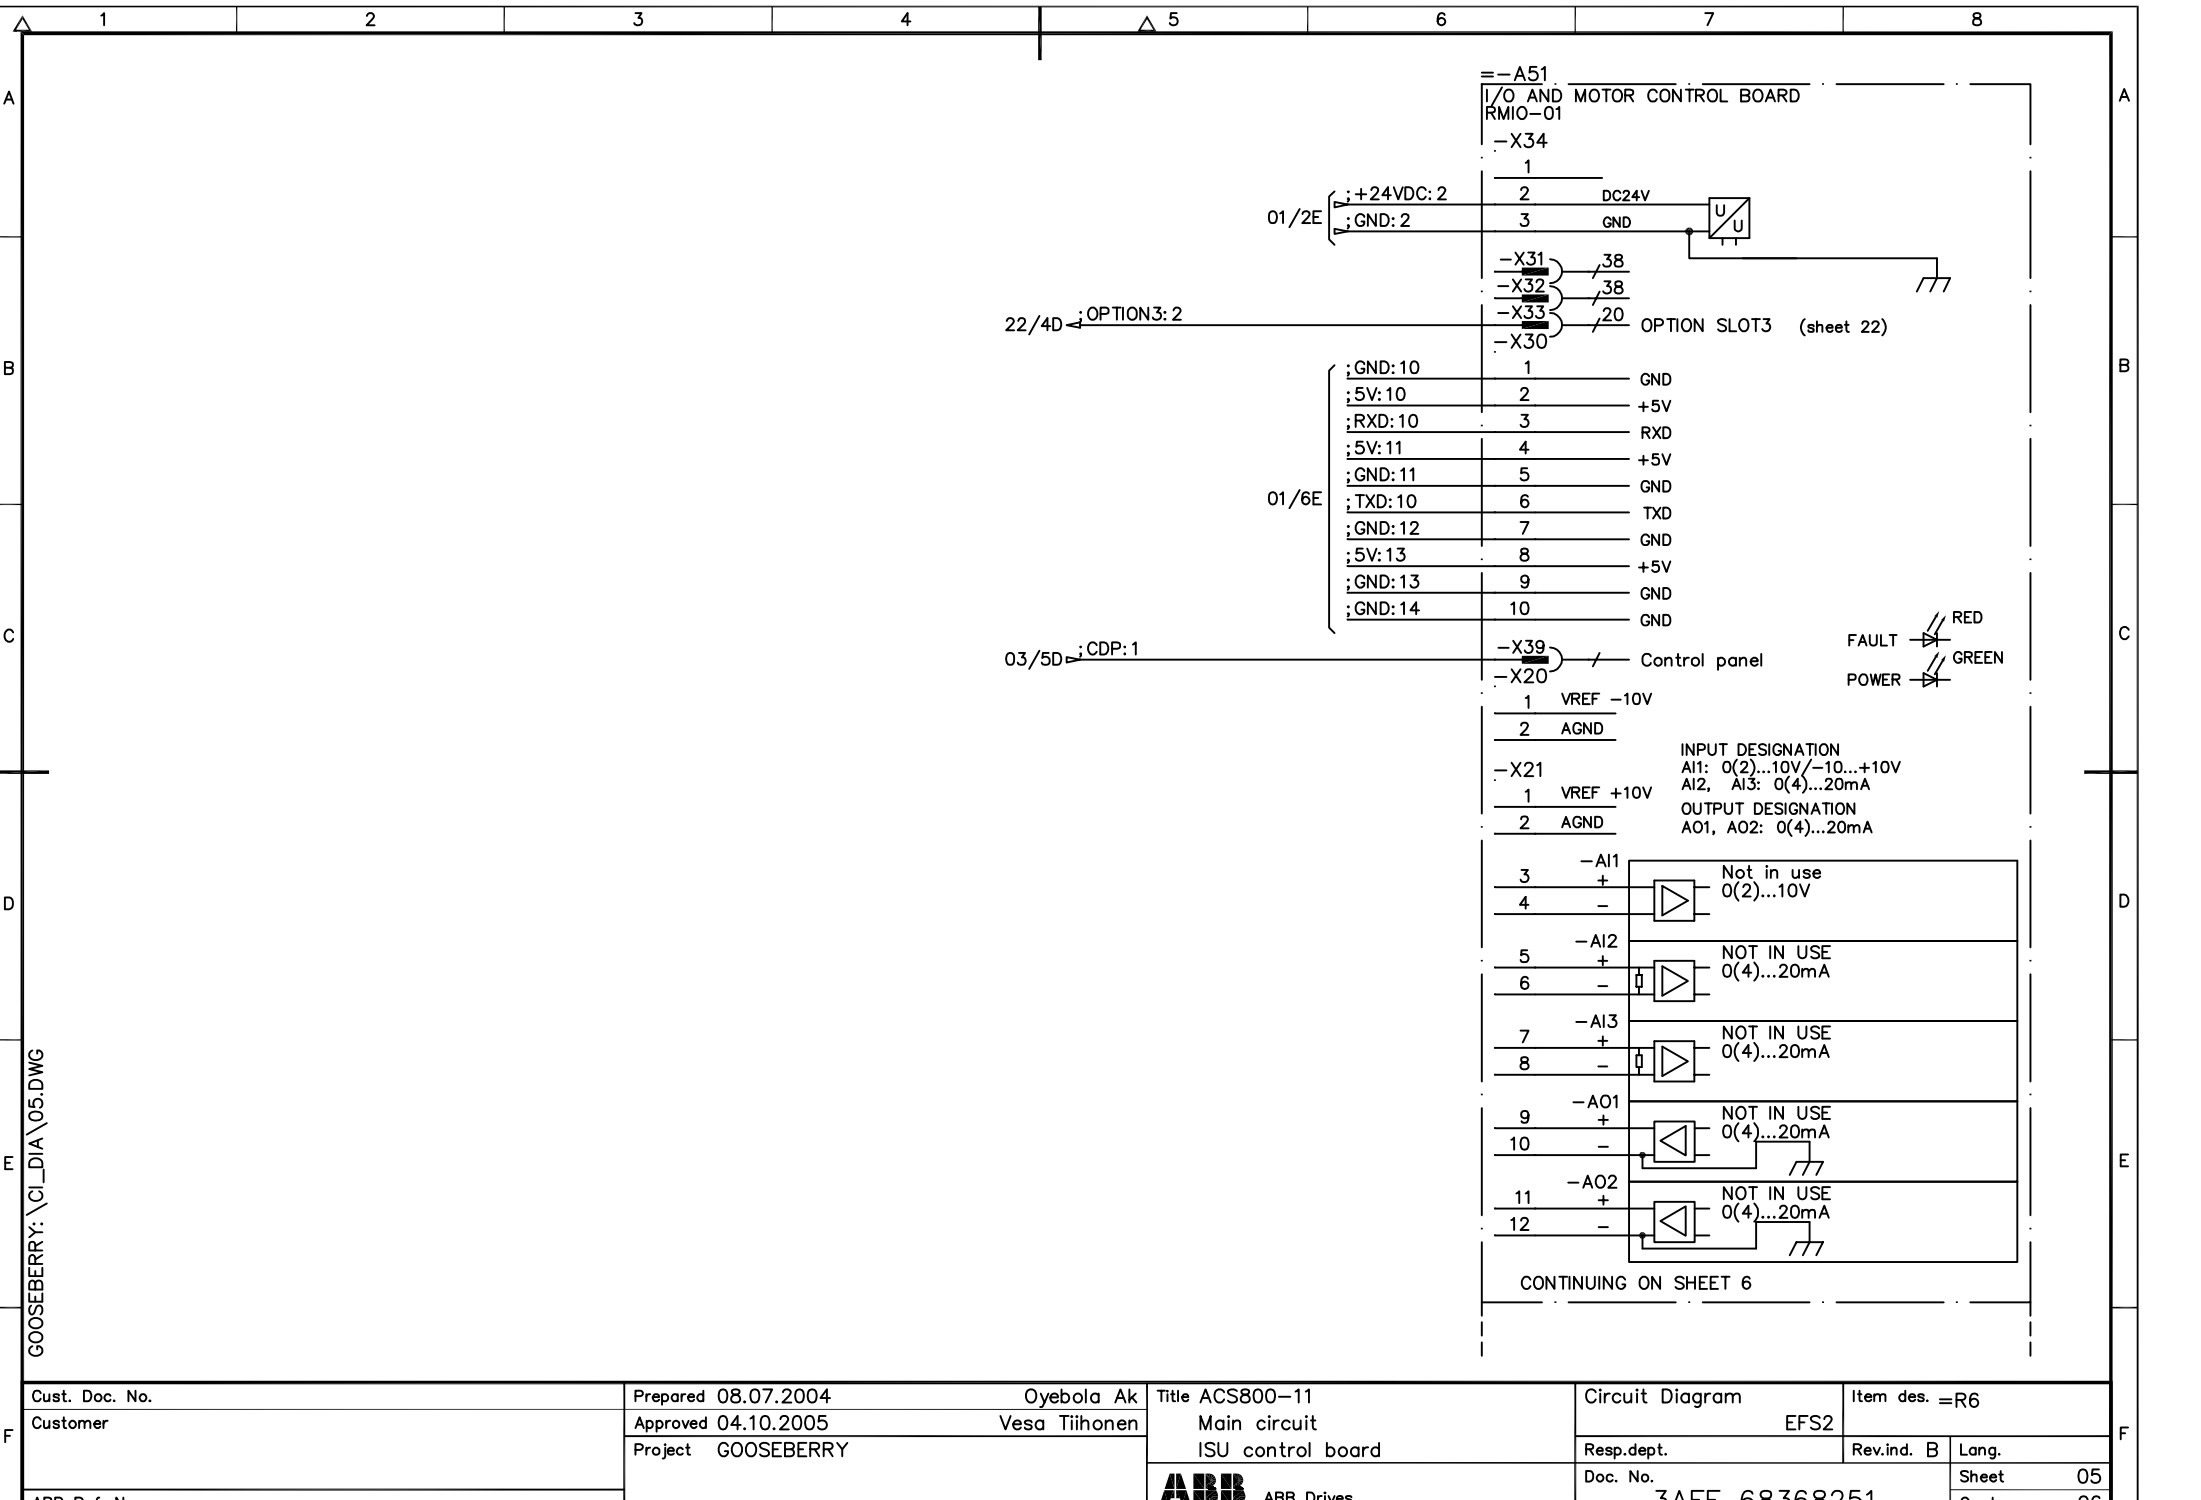 1 2 3 4 5 6 7 8
A A
B B
C C
D D
E E
F F
=-A51
I/O AND MOTOR CONTROL BOARD
RMIO-01
-X34
1
;+24VDC:2 2 DC24V
01/2E
;GND:2 3 GND
U
U
-X31 38
-X32 38
22/4D ;OPTION3:2 -X33 20 OPTION SLOT3 (sheet 22)
-X30
;GND:10 1 GND
;5V:10 2 +5V
;RXD:10 3 RXD
;5V:11 4 +5V
;GND:11 5 GND
01/6E
;TXD:10 6 TXD
;GND:12 7 GND
;5V:13 8 +5V
;GND:13 9 GND
;GND:14 10 GND
FAULT RED
POWER GREEN
03/5D ;CDP:1 -X39 Control panel
-X20
1 VREF -10V
2 AGND
INPUT DESIGNATION
AI1: 0(2)...10V/-10...+10V
AI2, AI3: 0(4)...20mA
OUTPUT DESIGNATION
AO1, AO2: 0(4)...20mA
-X21
1 VREF +10V
2 AGND
-AI1
3 + Not in use
4 - 0(2)...10V
-AI2
5 + NOT IN USE
6 - 0(4)...20mA
-AI3
7 + NOT IN USE
8 - 0(4)...20mA
-AO1
9 + NOT IN USE
10 - 0(4)...20mA
-AO2
11 + NOT IN USE
12 - 0(4)...20mA
CONTINUING ON SHEET 6
GOOSEBERRY:\CI_DIA\05.DWG
Cust. Doc. No.
Customer
Prepared 08.07.2004 Oyebola Ak
Approved 04.10.2005 Vesa Tiihonen
Project GOOSEBERRY
Title ACS800-11
Main circuit
ISU control board
ABB ABB Drives
Circuit Diagram
EFS2
Item des. =R6
Resp.dept.
Rev.ind. B
Lang.
Doc. No.
3AFE 68368251
Sheet 05